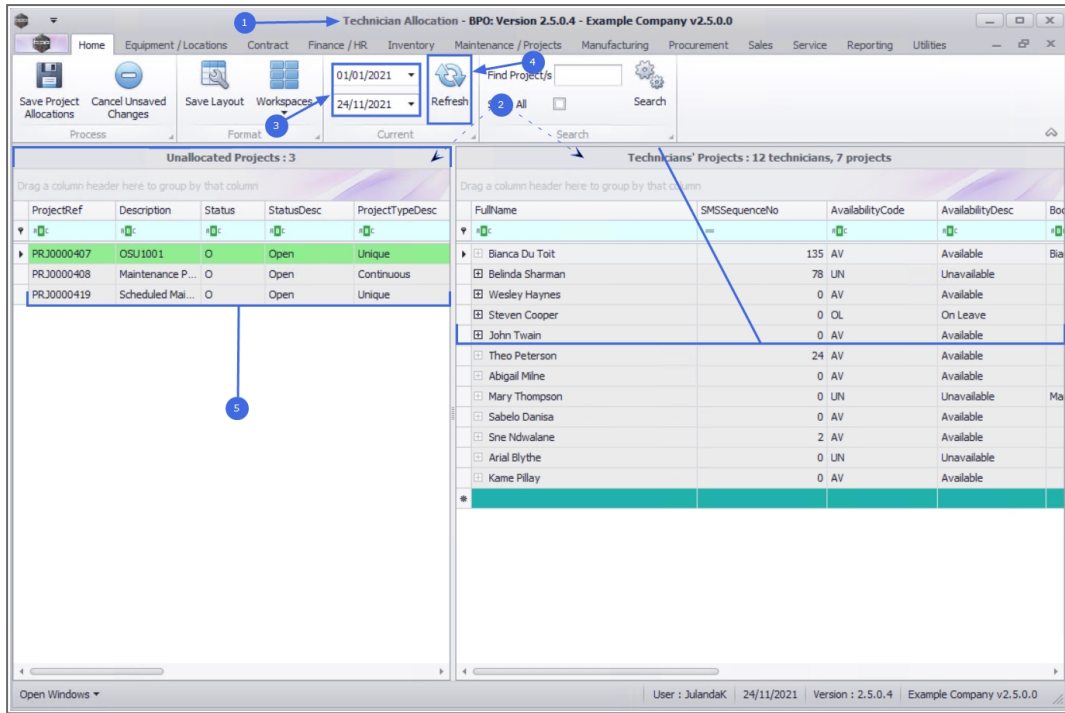 1
Technician Allocation - BPO: Version 2.5.0.4 - Example Company v2.5.0.0
Home Equipment / Locations Contract Finance / HR Inventory Maintenance / Projects Manufacturing Procurement Sales Service Reporting Utilities
4
Save Project Allocations
Cancel Unsaved Changes
Save Layout
Workspaces
01/01/2021
24/11/2021
3
Refresh
Find Project/s
2
All
Search
Process Format Current Search
Unallocated Projects : 3
Technicians' Projects : 12 technicians, 7 projects
Drag a column header here to group by that column
Drag a column header here to group by that column
ProjectRef Description Status StatusDesc ProjectTypeDesc
FullName SMSSequenceNo AvailabilityCode AvailabilityDesc Boo
PRJ0000407 OSU1001 O Open Unique
PRJ0000408 Maintenance P... O Open Continuous
PRJ0000419 Scheduled Mai... O Open Unique
5
Bianca Du Toit 135 AV Available Bia
Belinda Sharman 78 UN Unavailable
Wesley Haynes 0 AV Available
Steven Cooper 0 OL On Leave
John Twain 0 AV Available
Theo Peterson 24 AV Available
Abigail Milne 0 AV Available
Mary Thompson 0 UN Unavailable Ma
Sabelo Danisa 0 AV Available
Sne Ndwalane 2 AV Available
Arial Blythe 0 UN Unavailable
Kame Pillay 0 AV Available
Open Windows
User : JulandaK 24/11/2021 Version : 2.5.0.4 Example Company v2.5.0.0